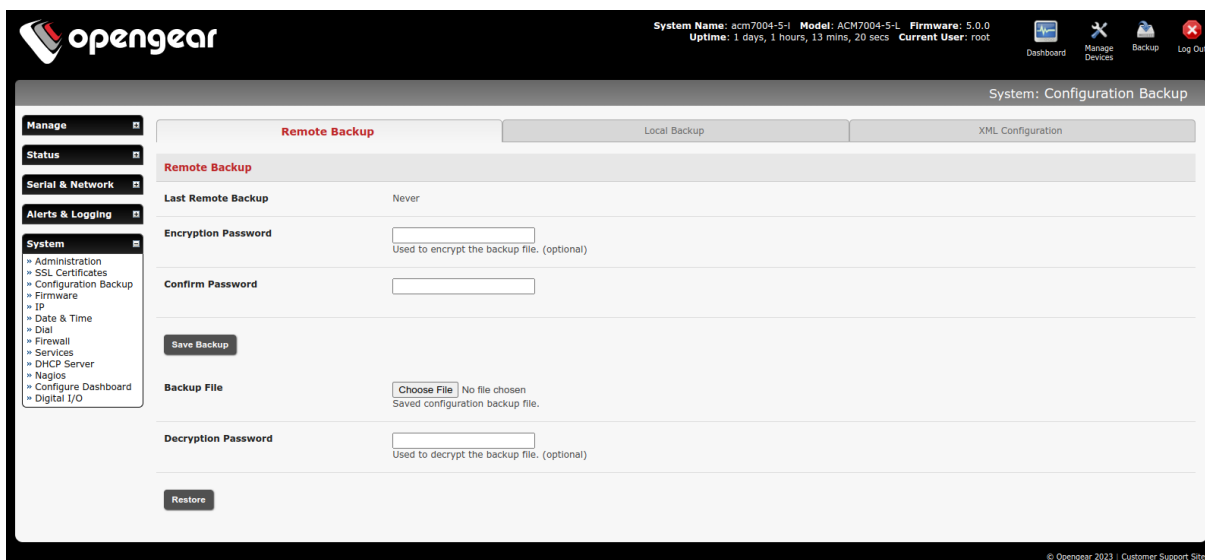 opengear
System Name: acm7004-5-l Model: ACM7004-5-L Firmware: 5.0.0
Uptime: 1 days, 1 hours, 13 mins, 20 secs Current User: root
Dashboard
Manage Devices
Backup
Log Out
System: Configuration Backup
Manage
Status
Serial & Network
Alerts & Logging
System
» Administration
» SSL Certificates
» Configuration Backup
» Firmware
» IP
» Date & Time
» Dial
» Firewall
» Services
» DHCP Server
» Nagios
» Configure Dashboard
» Digital I/O
Remote Backup
Local Backup
XML Configuration
Remote Backup
Last Remote Backup
Never
Encryption Password
Used to encrypt the backup file. (optional)
Confirm Password
Save Backup
Backup File
Choose File No file chosen
Saved configuration backup file.
Decryption Password
Used to decrypt the backup file. (optional)
Restore
© Opengear 2023 | Customer Support Site